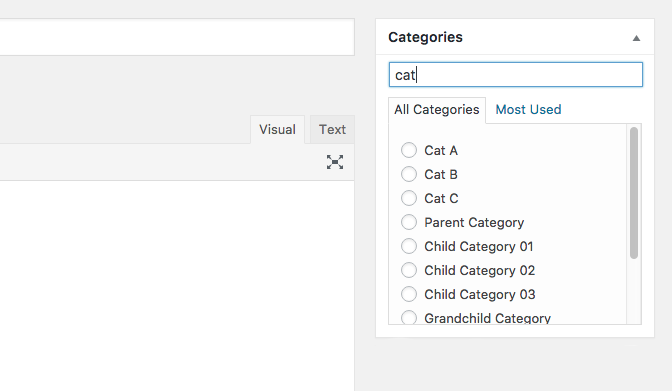 Categories
cat
All Categories Most Used
Visual Text
Cat A
Cat B
Cat C
Parent Category
Child Category 01
Child Category 02
Child Category 03
Grandchild Category